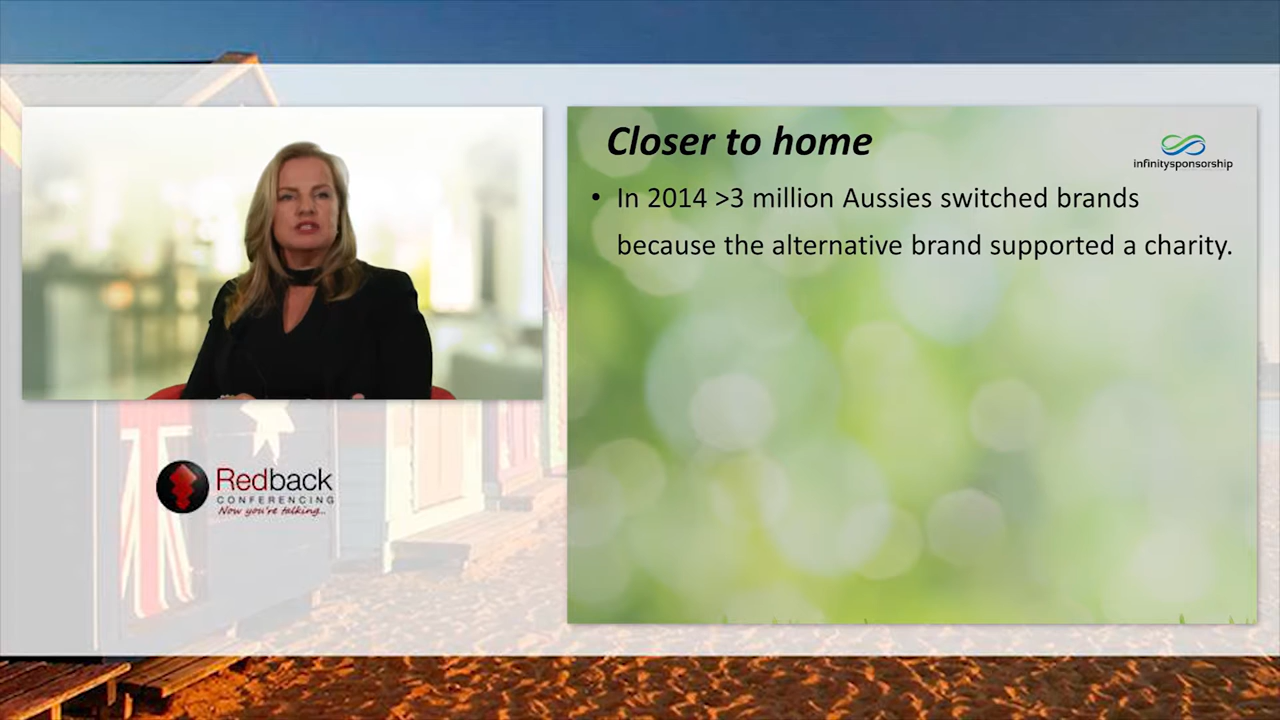 Closer to home
infinitysponsorship
• In 2014 >3 million Aussies switched brands
because the alternative brand supported a charity.
Redback
CONFERENCING
Now you're talking...